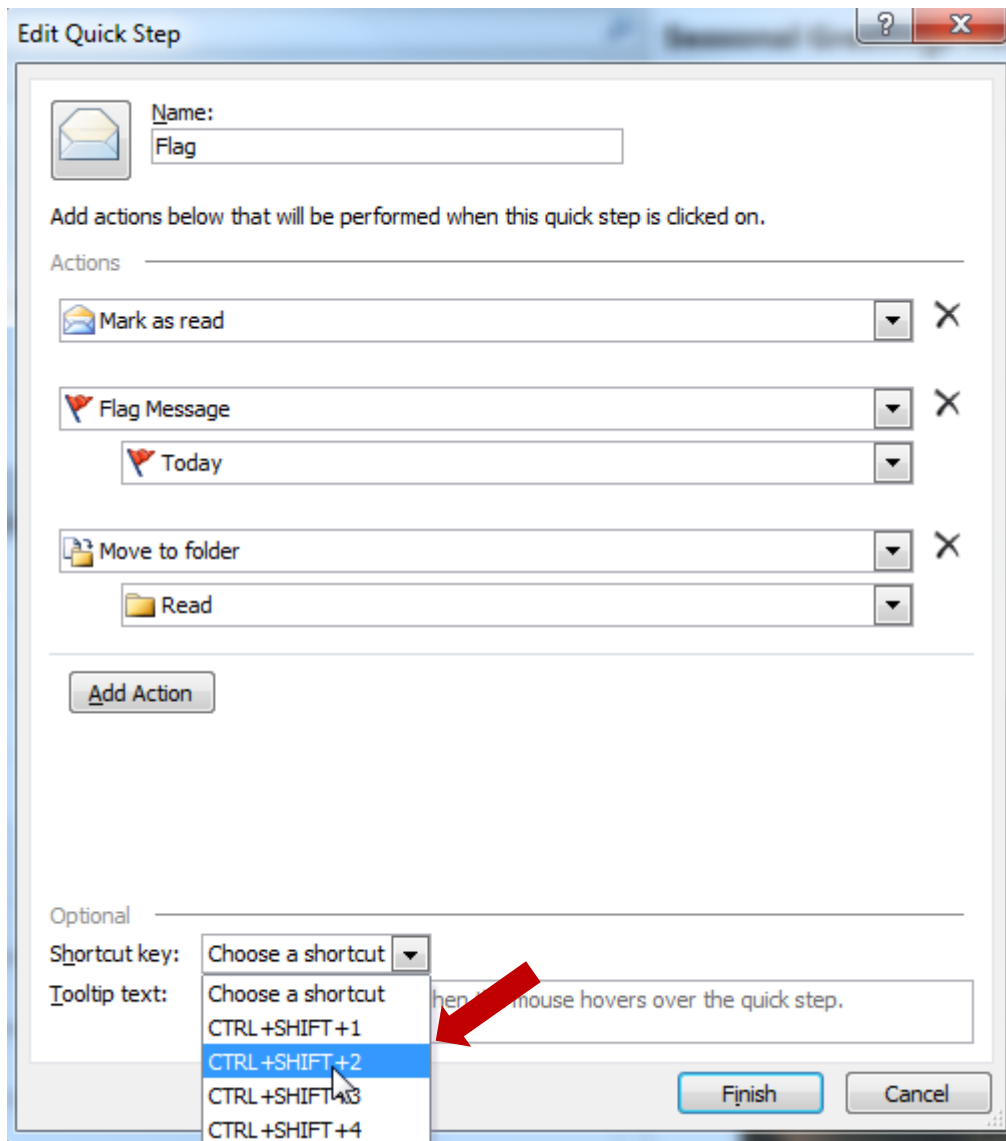 Edit Quick Step
Name:
Flag
Add actions below that will be performed when this quick step is clicked on.
Actions
Mark as read
Flag Message
Today
Move to folder
Read
Add Action
Optional
Shortcut key: Choose a shortcut
Tooltip text: mouse hovers over the quick step.
Choose a shortcut
CTRL+SHIFT+1
CTRL+SHIFT+2
CTRL+SHIFT+3
CTRL+SHIFT+4
Finish Cancel